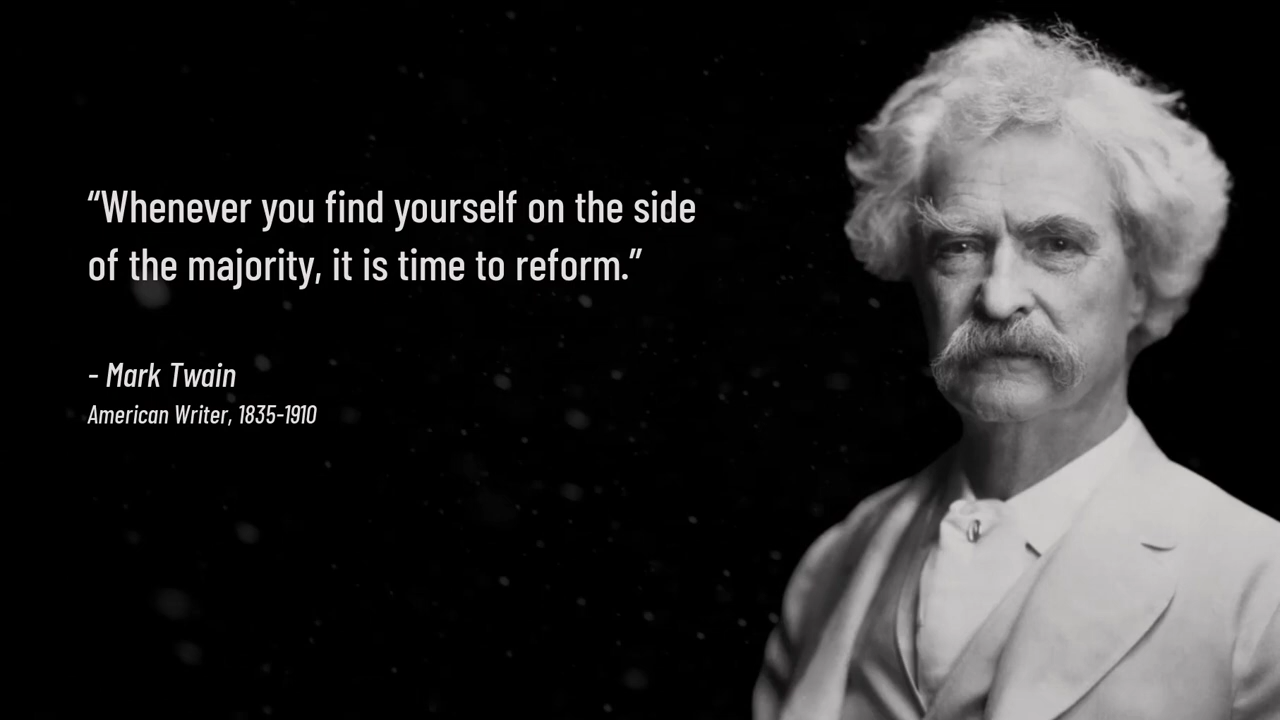 “Whenever you find yourself on the side
of the majority, it is time to reform.”
- Mark Twain
American Writer, 1835-1910